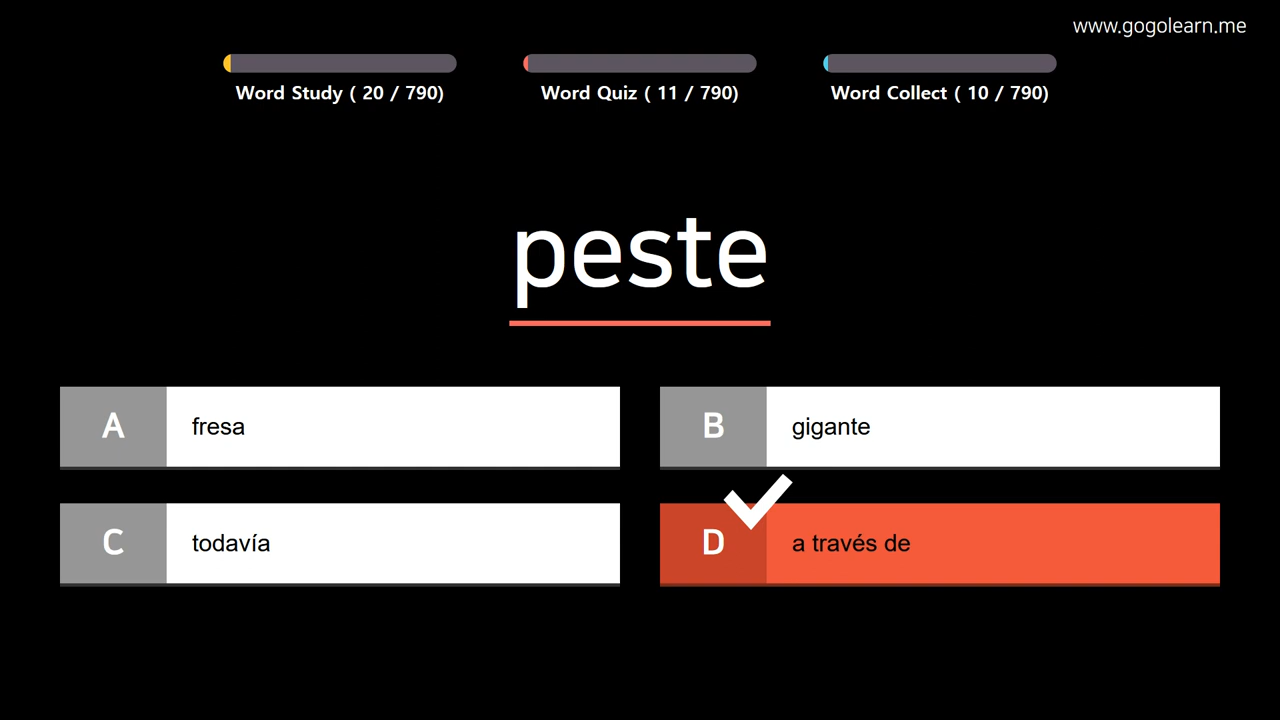 www.gogolearn.me
Word Study ( 20 / 790)
Word Quiz ( 11 / 790)
Word Collect ( 10 / 790)
peste
A fresa
B gigante
C todavía
D a través de